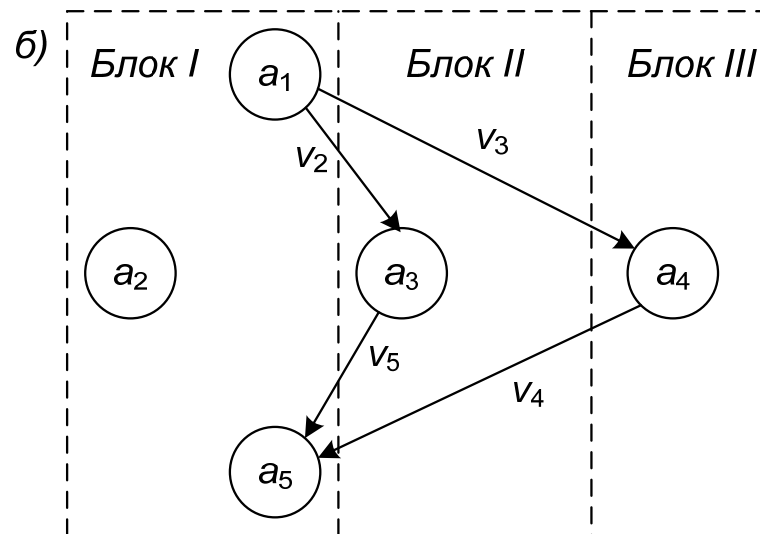 б)
Блок I
Блок II
Блок III
a₁
v₂
v₃
a₂
a₃
a₄
v₅
v₄
a₅